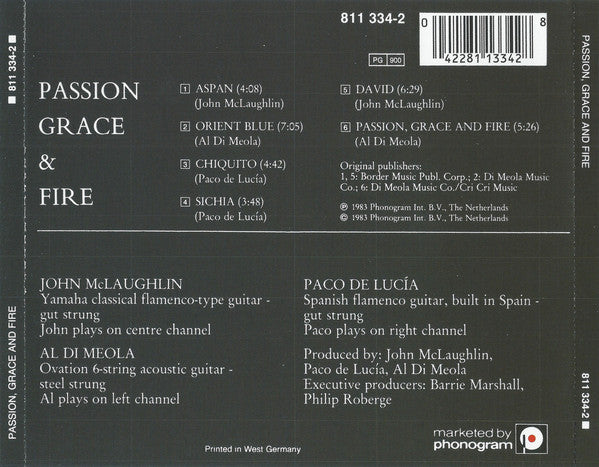 811 334-2
PASSION, GRACE AND FIRE
811 334-2
0 42281 13342 8
PG 900
PASSION
GRACE
&
FIRE
1 ASPAN (4:08)
(John McLaughlin)
2 ORIENT BLUE (7:05)
(Al Di Meola)
3 CHIQUITO (4:42)
(Paco de Lucía)
4 SICHIA (3:48)
(Paco de Lucía)
5 DAVID (6:29)
(John McLaughlin)
6 PASSION, GRACE AND FIRE (5:26)
(Al Di Meola)
Original publishers:
1, 5: Border Music Publ. Corp.; 2: Di Meola Music
Co.; 6: Di Meola Music Co./Cri Cri Music
℗ 1983 Phonogram Int. B.V., The Netherlands
© 1983 Phonogram Int. B.V., The Netherlands
JOHN McLAUGHLIN
Yamaha classical flamenco-type guitar -
gut strung
John plays on centre channel
AL DI MEOLA
Ovation 6-string acoustic guitar -
steel strung
Al plays on left channel
PACO DE LUCÍA
Spanish flamenco guitar, built in Spain -
gut strung
Paco plays on right channel
Produced by: John McLaughlin,
Paco de Lucía, Al Di Meola
Executive producers: Barrie Marshall,
Philip Roberge
Printed in West Germany
marketed by
phonogram
p
PASSION, GRACE AND FIRE
811 334-2